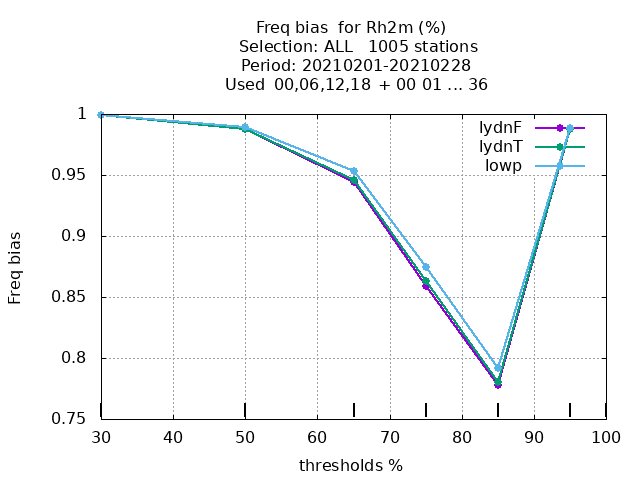 Freq bias  for Rh2m (%)
Selection: ALL   1005 stations
Period: 20210201-20210228
Used  00,06,12,18 + 00 01 ... 36
1
0.95
0.9
0.85
0.8
0.75
Freq bias
lydnF
lydnT
lowp
30 40 50 60 70 80 90 100
thresholds %